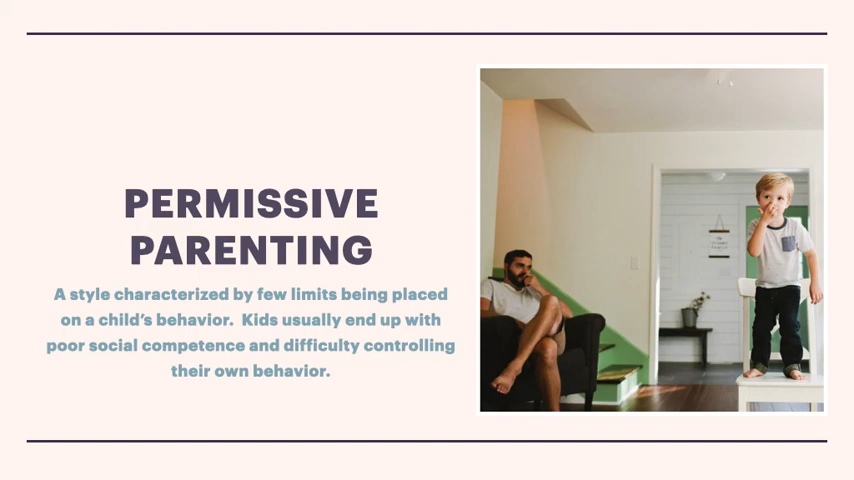 PERMISSIVE
PARENTING
A style characterized by few limits being placed
on a child’s behavior.  Kids usually end up with
poor social competence and difficulty controlling
their own behavior.